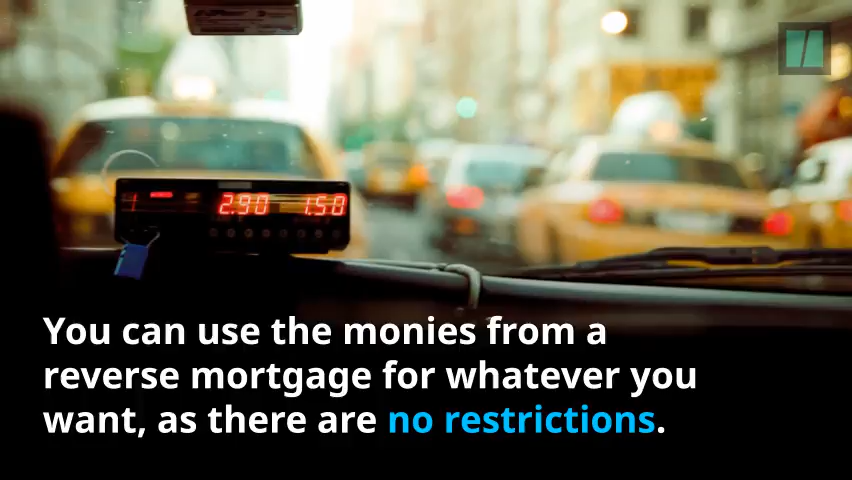 2.90 1.50
You can use the monies from a
reverse mortgage for whatever you
want, as there are no restrictions.